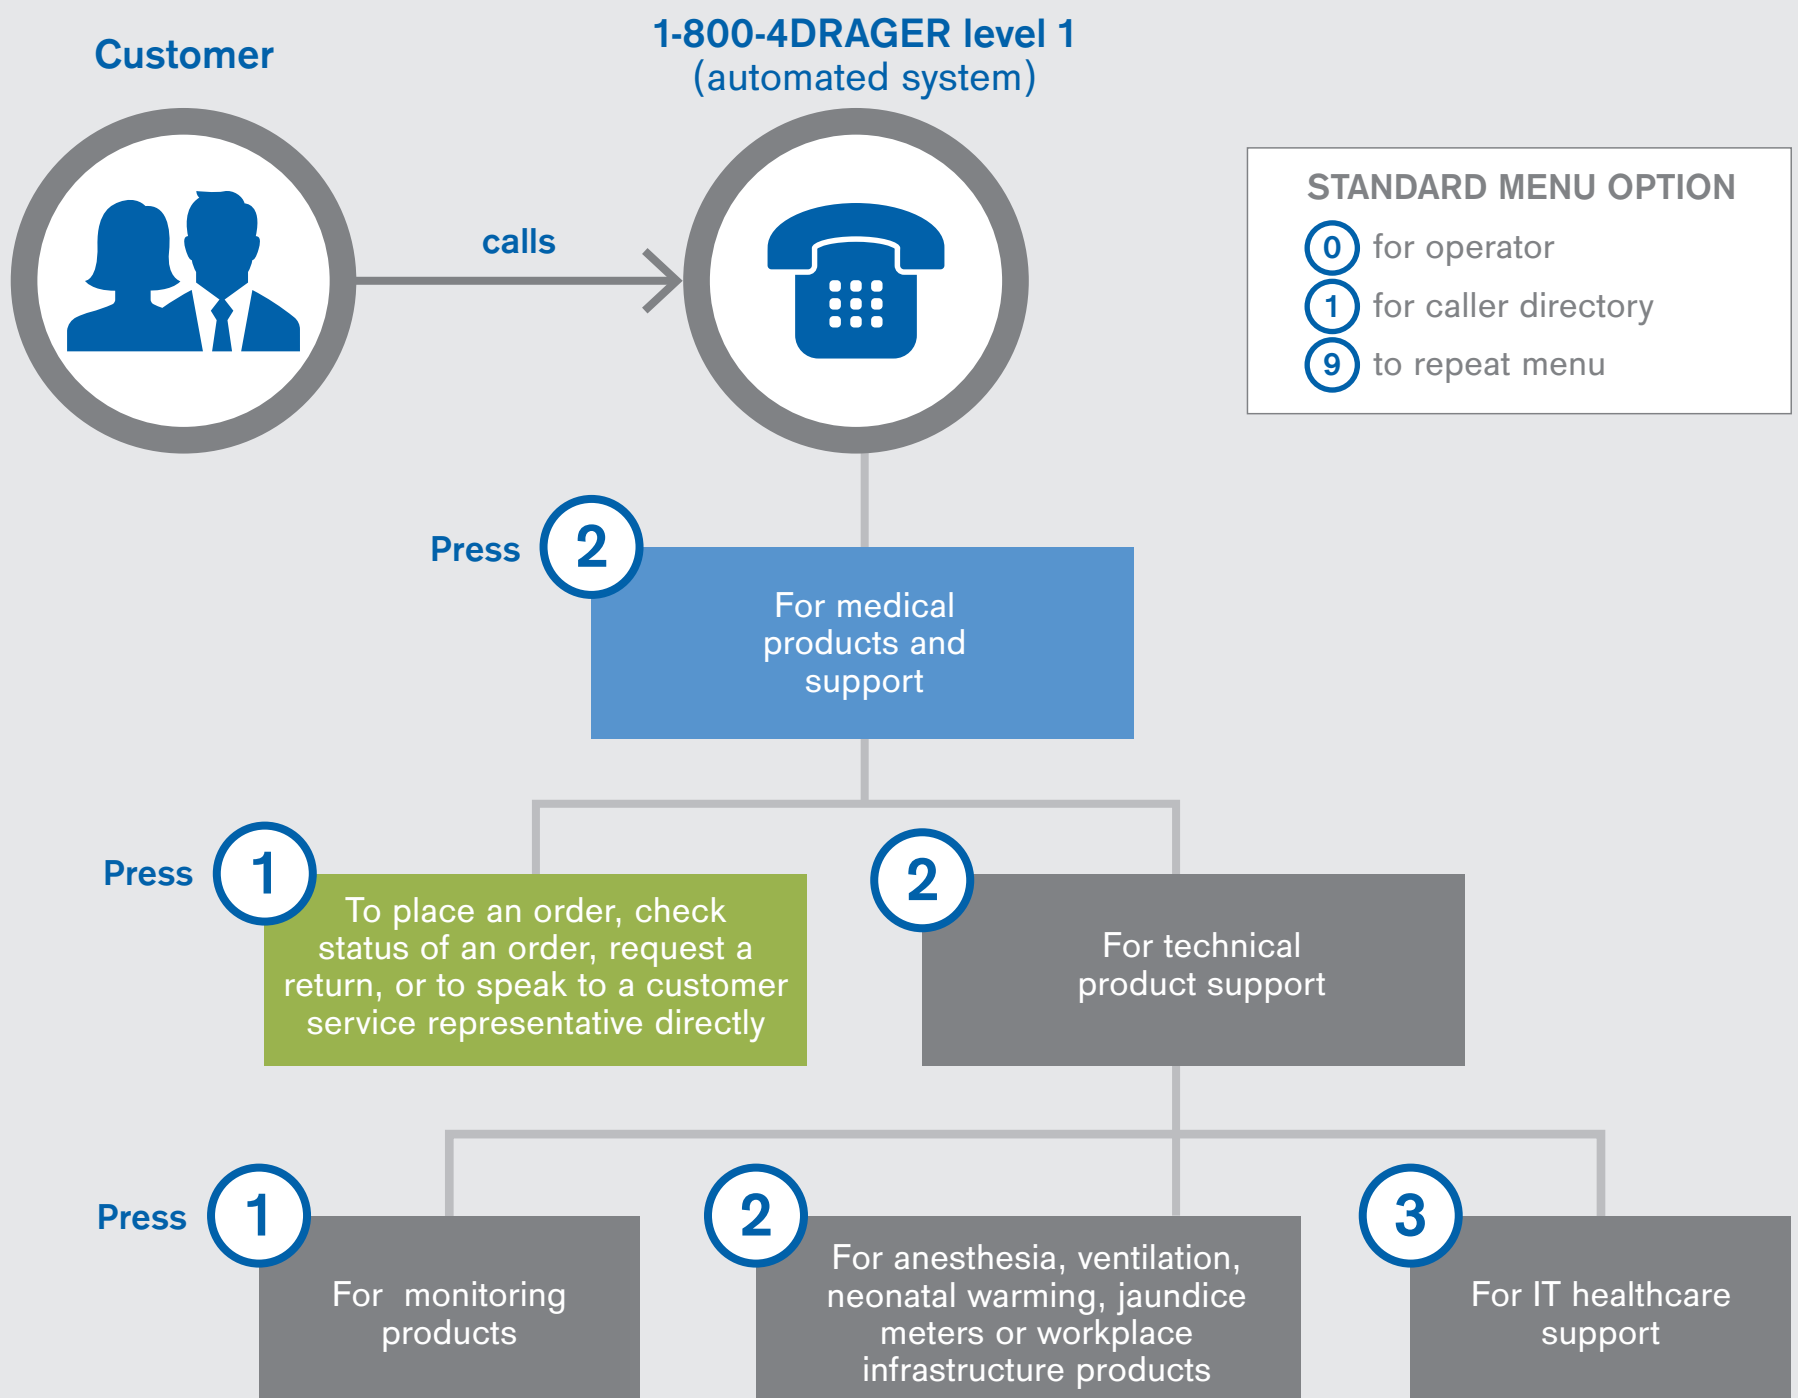 Customer
1-800-4DRAGER level 1
(automated system)
calls
STANDARD MENU OPTION
0 for operator
1 for caller directory
9 to repeat menu
Press 2
For medical
products and
support
Press 1
To place an order, check
status of an order, request a
return, or to speak to a customer
service representative directly
2
For technical
product support
Press 1
For monitoring
products
2
For anesthesia, ventilation,
neonatal warming, jaundice
meters or workplace
infrastructure products
3
For IT healthcare
support